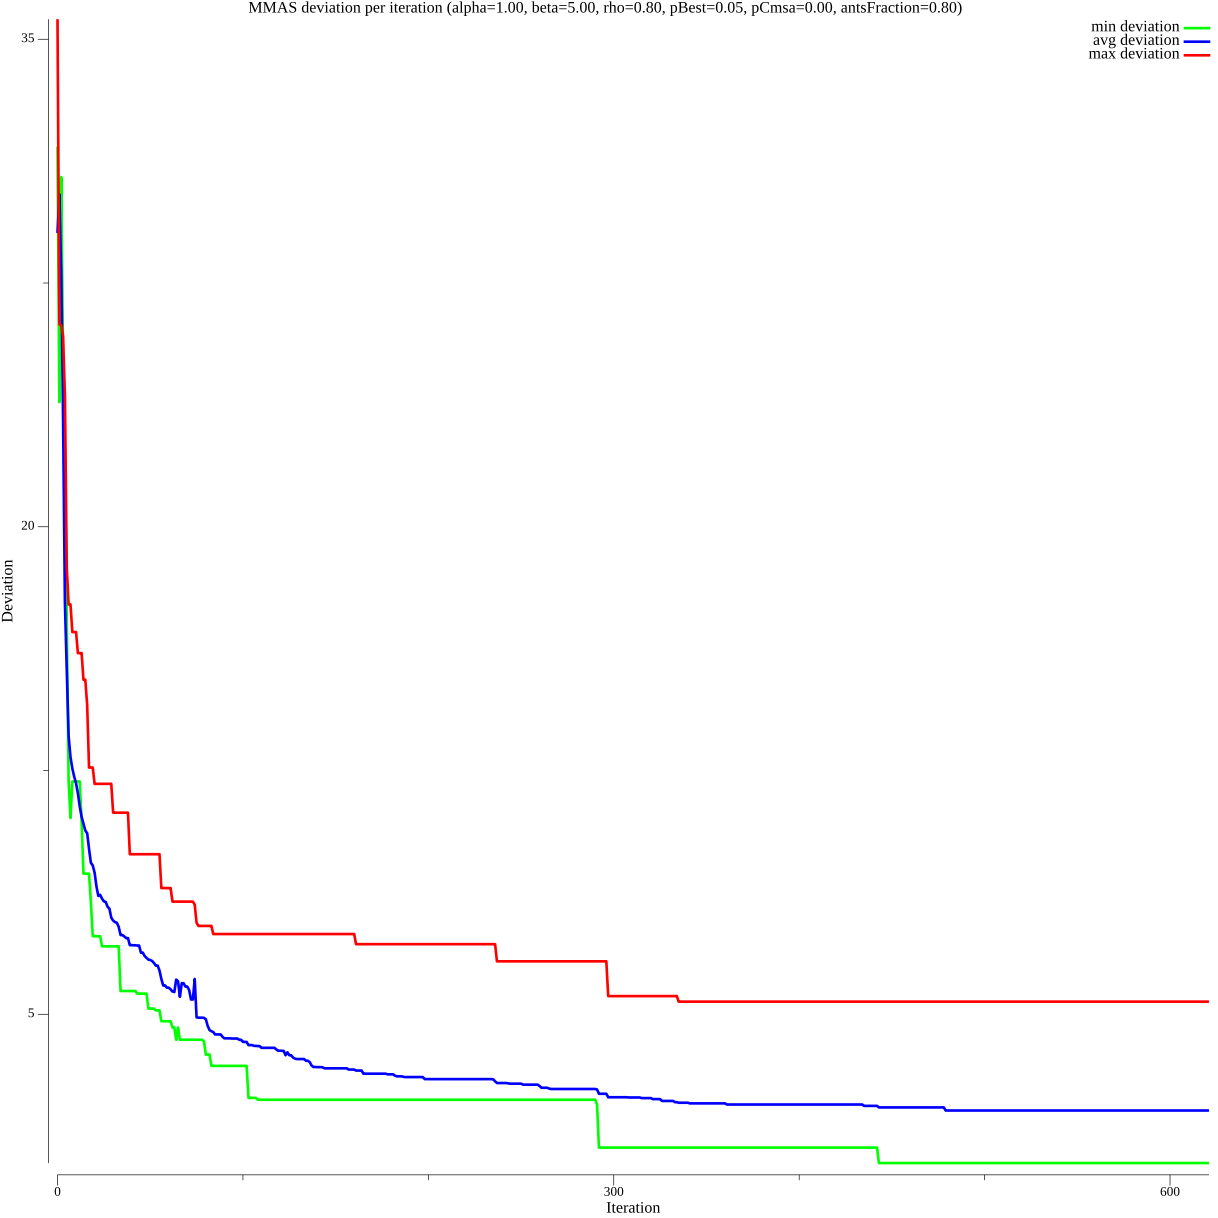 MMAS deviation per iteration (alpha=1.00, beta=5.00, rho=0.80, pBest=0.05, pCmsa=0.00, antsFraction=0.80)
min deviation
avg deviation
max deviation
35
20
5
Deviation
0 300 600
Iteration